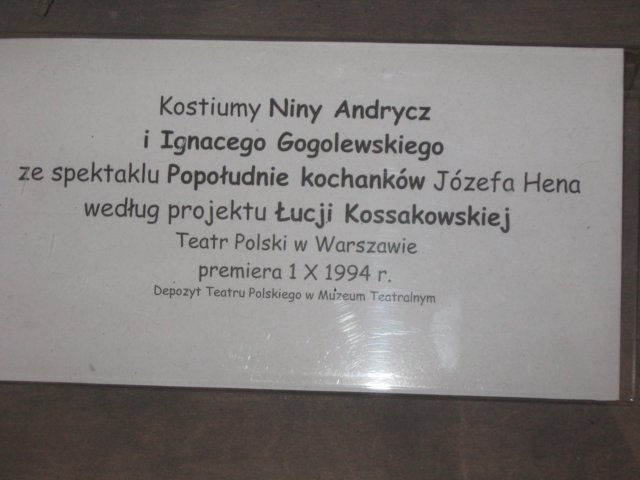 Kostiumy Niny Andrycz
i Ignacego Gogolewskiego
ze spektaklu Popołudnie kochanków Józefa Hena
według projektu Łucji Kossakowskiej
Teatr Polski w Warszawie
premiera 1 X 1994 r.
Depozyt Teatru Polskiego w Muzeum Teatralnym